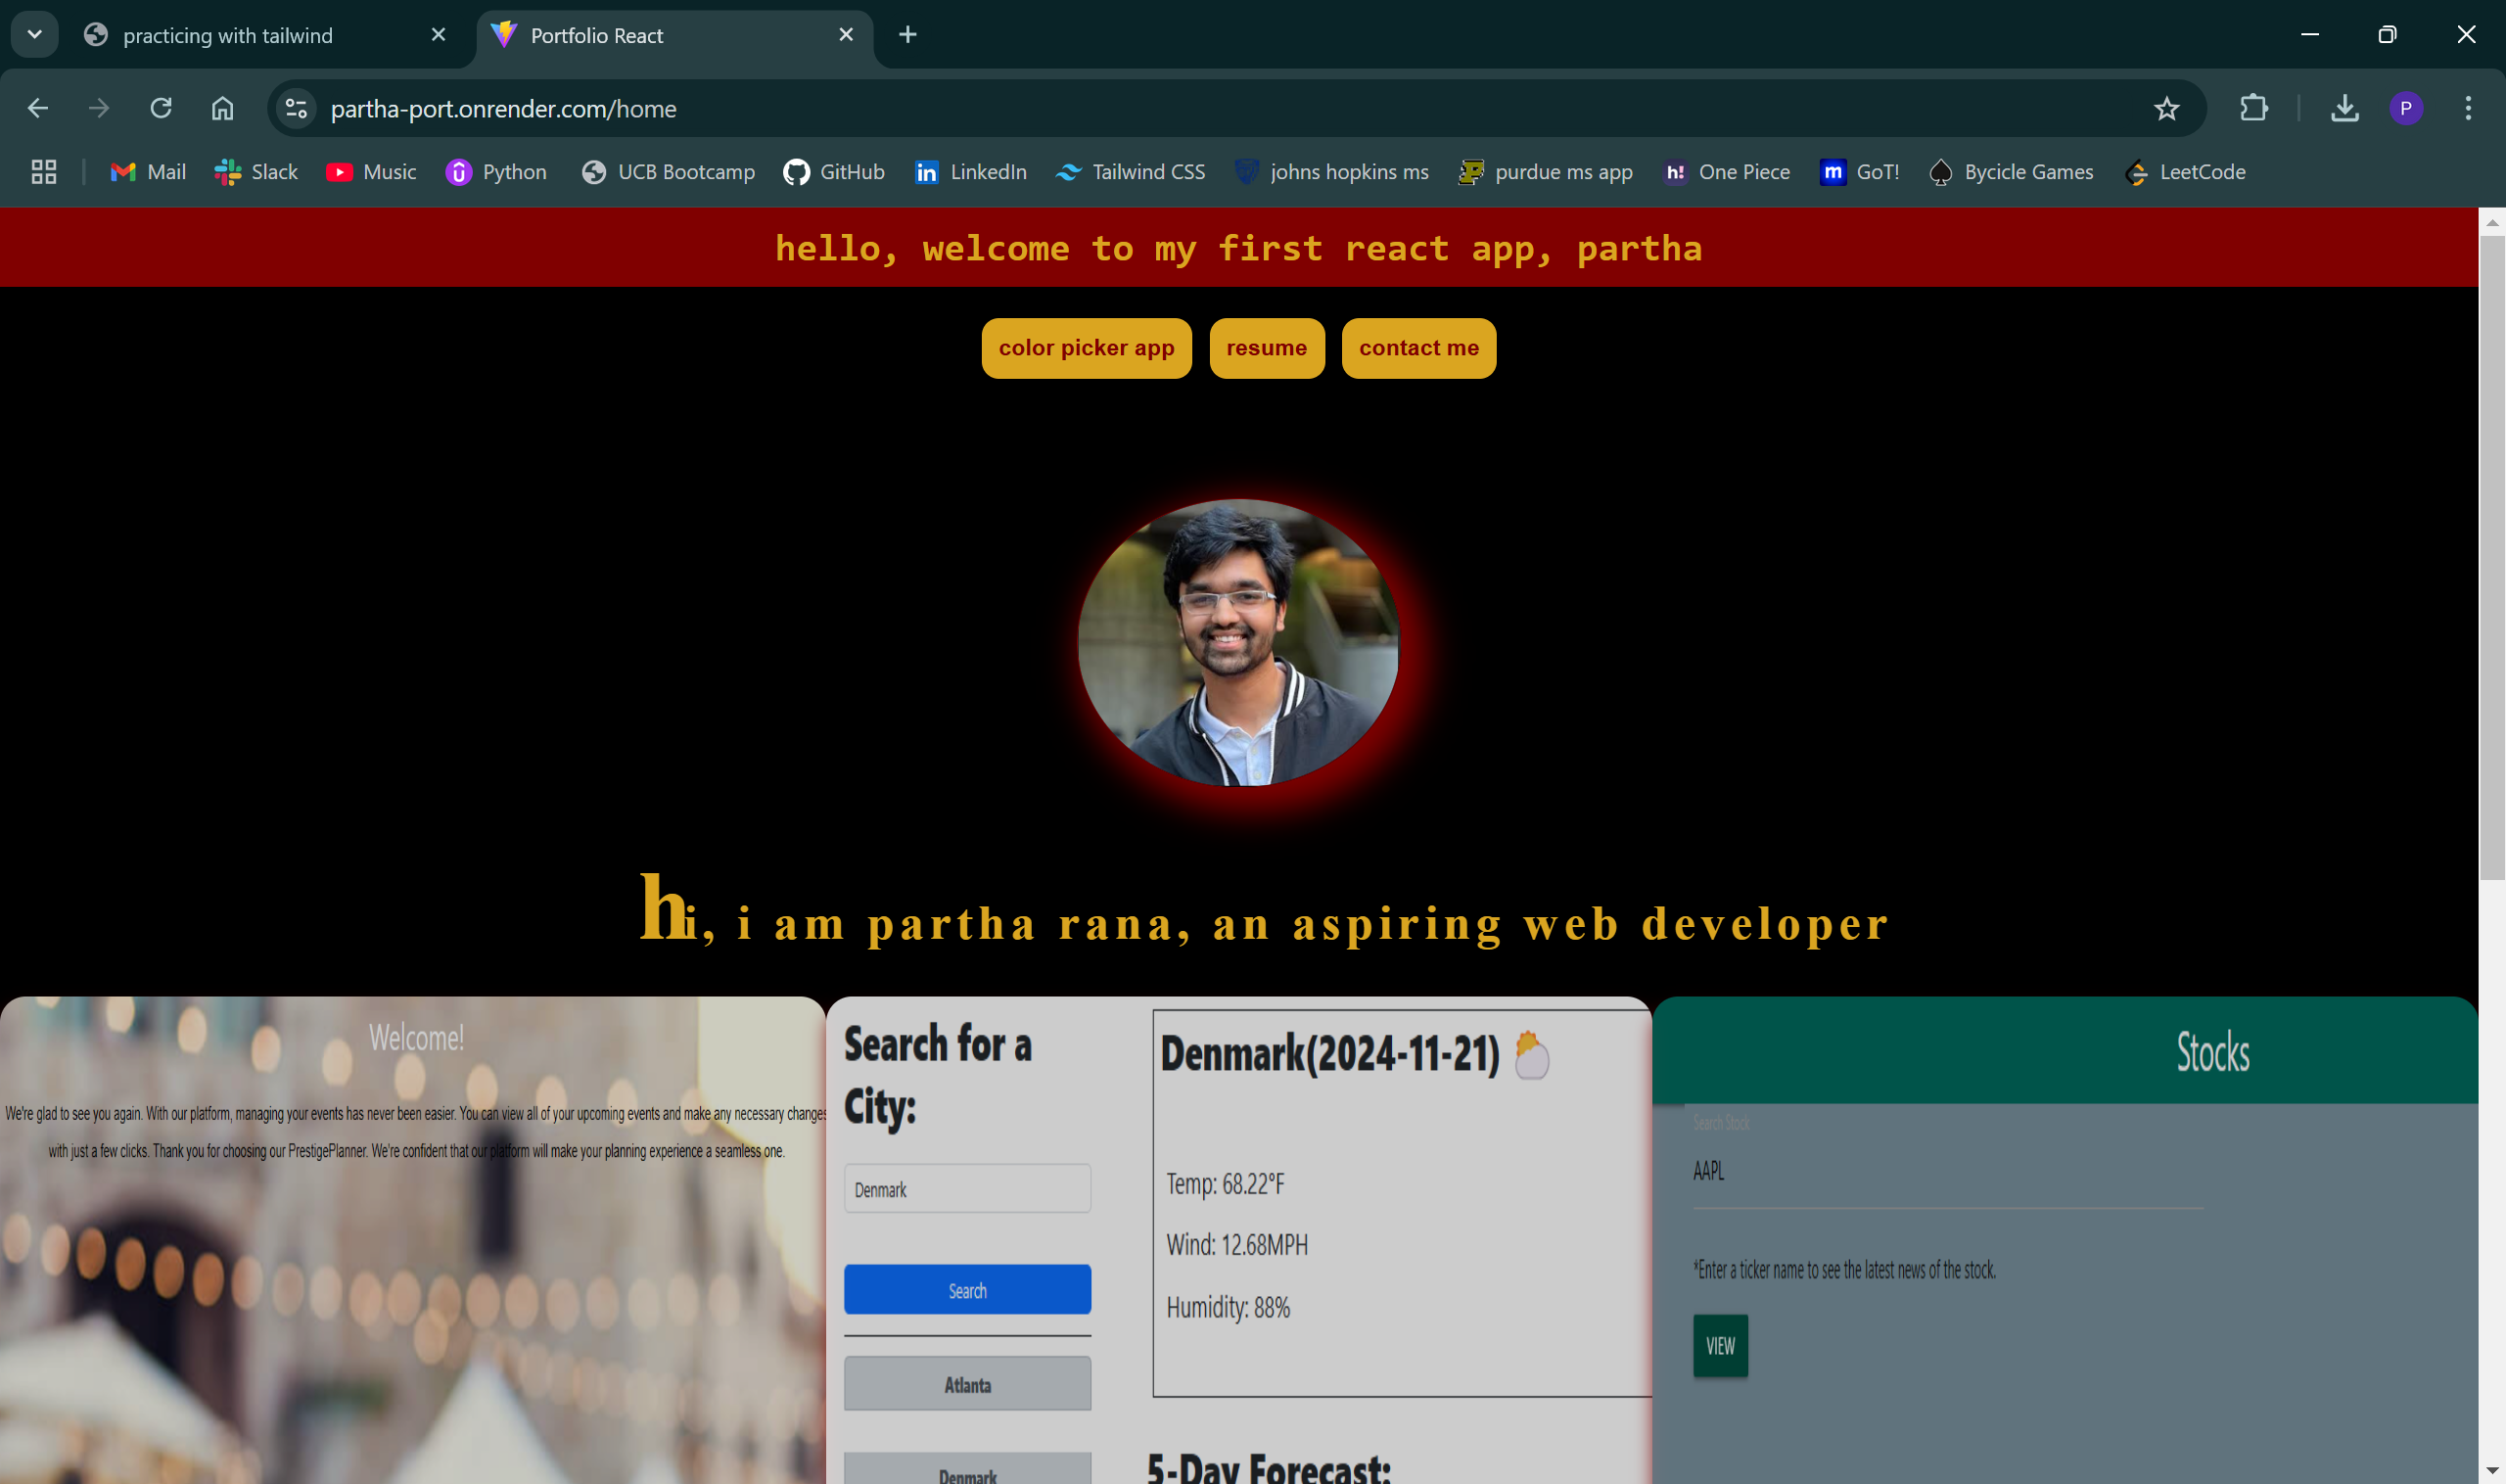 practicing with tailwind
Portfolio React
partha-port.onrender.com/home
P
Mail
Slack
Music
Python
UCB Bootcamp
GitHub
LinkedIn
Tailwind CSS
johns hopkins ms
purdue ms app
h! One Piece
m GoT!
Bycicle Games
LeetCode
hello, welcome to my first react app, partha
color picker app
resume
contact me
hi, i am partha rana, an aspiring web developer
Welcome!
We're glad to see you again. With our platform, managing your events has never been easier. You can view all of your upcoming events and make any necessary changes
with just a few clicks. Thank you for choosing our PrestigePlanner. We're confident that our platform will make your planning experience a seamless one.
Search for a
City:
Denmark
Search
Atlanta
Denmark
Denmark(2024-11-21)
Temp: 68.22°F
Wind: 12.68MPH
Humidity: 88%
5-Day Forecast:
Stocks
Search Stock
AAPL
*Enter a ticker name to see the latest news of the stock.
VIEW